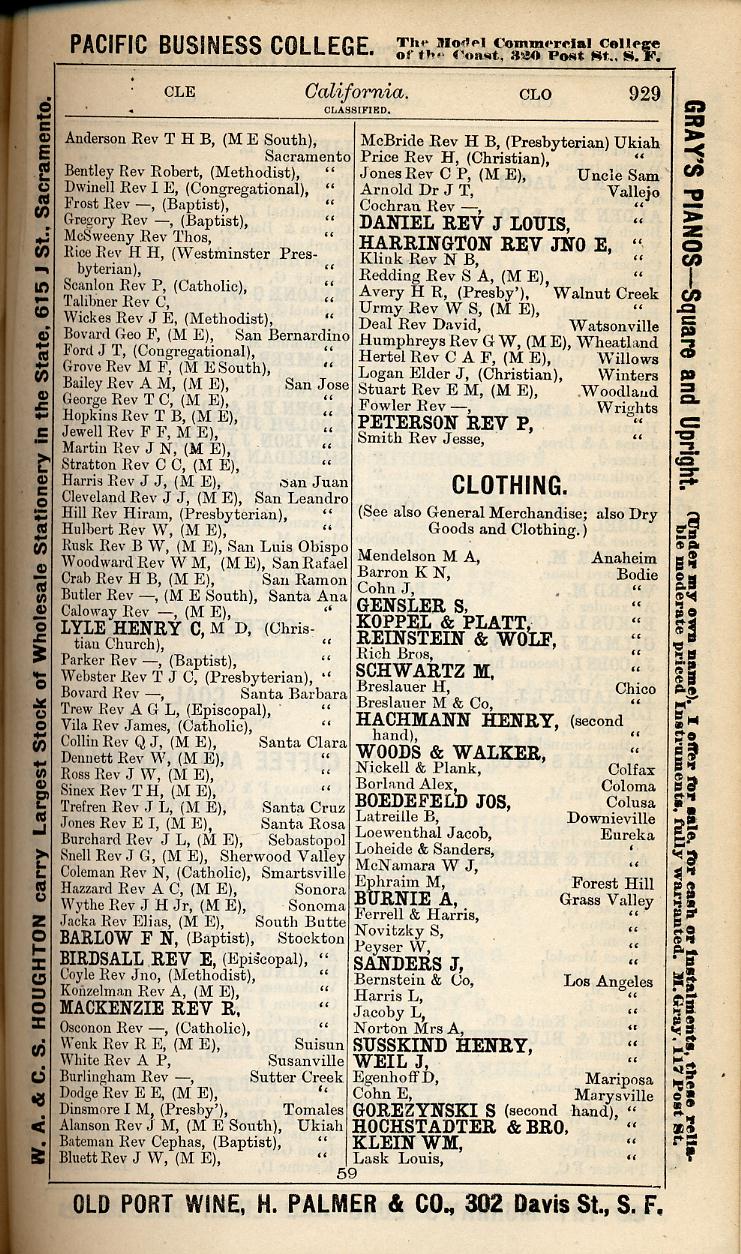 PACIFIC BUSINESS COLLEGE. The Model Commercial College
of the Coast, 320 Post St., S. F.
CLE California. CLO 929
CLASSIFIED.
Anderson Rev T H B, (M E South),
Sacramento
Bentley Rev Robert, (Methodist), “
Dwinell Rev I E, (Congregational), “
Frost Rev —, (Baptist), “
Gregory Rev —, (Baptist), “
McSweeny Rev Thos, “
Rice Rev H H, (Westminster Pres-
byterian), “
Scanlon Rev P, (Catholic), “
Talibner Rev C, “
Wickes Rev J E, (Methodist), “
Bovard Geo F, (M E), San Bernardino
Ford J T, (Congregational), “
Grove Rev M F, (M E South), “
Bailey Rev A M, (M E), San Jose
George Rev T C, (M E), “
Hopkins Rev T B, (M E), “
Jewell Rev F F, M E), “
Martin Rev J N, (M E) “
Stratton Rev C C, (M E), “
Harris Rev J J, (M E), San Juan
Cleveland Rev J J, (M E), San Leandro
Hill Rev Hiram, (Presbyterian), “
Hulbert Rev W, (M E), “
Rusk Rev B W, (M E), San Luis Obispo
Woodward Rev W M, (M E), San Rafael
Crab Rev H B, (M E), San Ramon
Butler Rev —, (M E South), Santa Ana
Caloway Rev —, (M E), “
LYLE HENRY C, M D, (Chris-
tian Church), “
Parker Rev —, (Baptist), “
Webster Rev T J C, (Presbyterian), “
Bovard Rev —, Santa Barbara
Trew Rev A G L, (Episcopal), “
Vila Rev James, (Catholic), “
Collin Rev Q J, (M E), Santa Clara
Dennett Rev W, (M E), “
Ross Rev J W, (M E), “
Sinex Rev T H, (M E), “
Trefren Rev J L, (M E), Santa Cruz
Jones Rev E I, (M E), Santa Rosa
Burchard Rev J L, (M E), Sebastopol
Snell Rev J G, (M E), Sherwood Valley
Coleman Rev N, (Catholic), Smartsville
Hazzard Rev A C, (M E), Sonora
Wythe Rev J H Jr, (M E), Sonoma
Jacka Rev Elias, (M E), South Butte
BARLOW F N, (Baptist), Stockton
BIRDSALL REV E, (Episcopal), “
Coyle Rev Jno, (Methodist), “
Konzelman Rev A, (M E), “
MACKENZIE REV R, “
Osconon Rev —, (Catholic), “
Wenk Rev R E, (M E), Suisun
White Rev A P, Susanville
Burlingham Rev —, Sutter Creek
Dodge Rev E E, (M E), “
Dinsmore I M, (Presby’), Tomales
Alanson Rev J M, (M E South), Ukiah
Bateman Rev Cephas, (Baptist), “
Bluett Rev J W, (M E), “
McBride Rev H B, (Presbyterian) Ukiah
Price Rev H, (Christian), “
Jones Rev C P, (M E), Uncle Sam
Arnold Dr J T, Vallejo
Cochran Rev —, “
DANIEL REV J LOUIS, “
HARRINGTON REV JNO E, “
Klink Rev N B, “
Redding Rev S A, (M E), “
Avery H R, (Presby’), Walnut Creek
Urmy Rev W S, (M E), “
Deal Rev David, Watsonville
Humphreys Rev G W, (M E), Wheatland
Hertel Rev C A F, (M E), Willows
Logan Elder J, (Christian), Winters
Stuart Rev E M, (M E), Woodland
Fowler Rev —, Wrights
PETERSON REV P, “
Smith Rev Jesse, “
CLOTHING.
(See also General Merchandise; also Dry
Goods and Clothing.)
Mendelson M A, Anaheim
Barron K N, Bodie
Cohn J, “
GENSLER S, “
KOPPEL & PLATT, “
REINSTEIN & WOLF, “
Rich Bros, “
SCHWARTZ M, “
Breslauer H, Chico
Breslauer M & Co, “
HACHMANN HENRY, (second
hand), “
WOODS & WALKER, “
Nickell & Plank, Colfax
Borland Alex, Coloma
BOEDEFELD JOS, Colusa
Latreille B, Downieville
Loewenthal Jacob, Eureka
Loheide & Sanders, ‘
McNamara W J, “
Ephraim M, Forest Hill
BURNIE A, Grass Valley
Ferrell & Harris, “
Novitzky S, “
Peyser W, “
SANDERS J, “
Bernstein & Co, Los Angeles
Harris L, “
Jacoby L, “
Norton Mrs A, “
SUSSKIND HENRY, “
WEIL J, “
Egenhoff D, Mariposa
Cohn E, Marysville
GOREZYNSKI S (second hand), “
HOCHSTADTER & BRO, “
KLEIN WM, “
Lask Louis, “
59
OLD PORT WINE, H. PALMER & CO., 302 Davis St., S. F.
W. A. & C. S. HOUGHTON carry Largest Stock of Wholesale Stationery in the State, 615 J St., Sacramento.
GRAY'S PIANOS—Square and Upright. (Under my own name). I offer for sale, for cash or instalments, these relia-
ble moderate priced Instruments, fully warranted. M. Gray, 117 Post St.